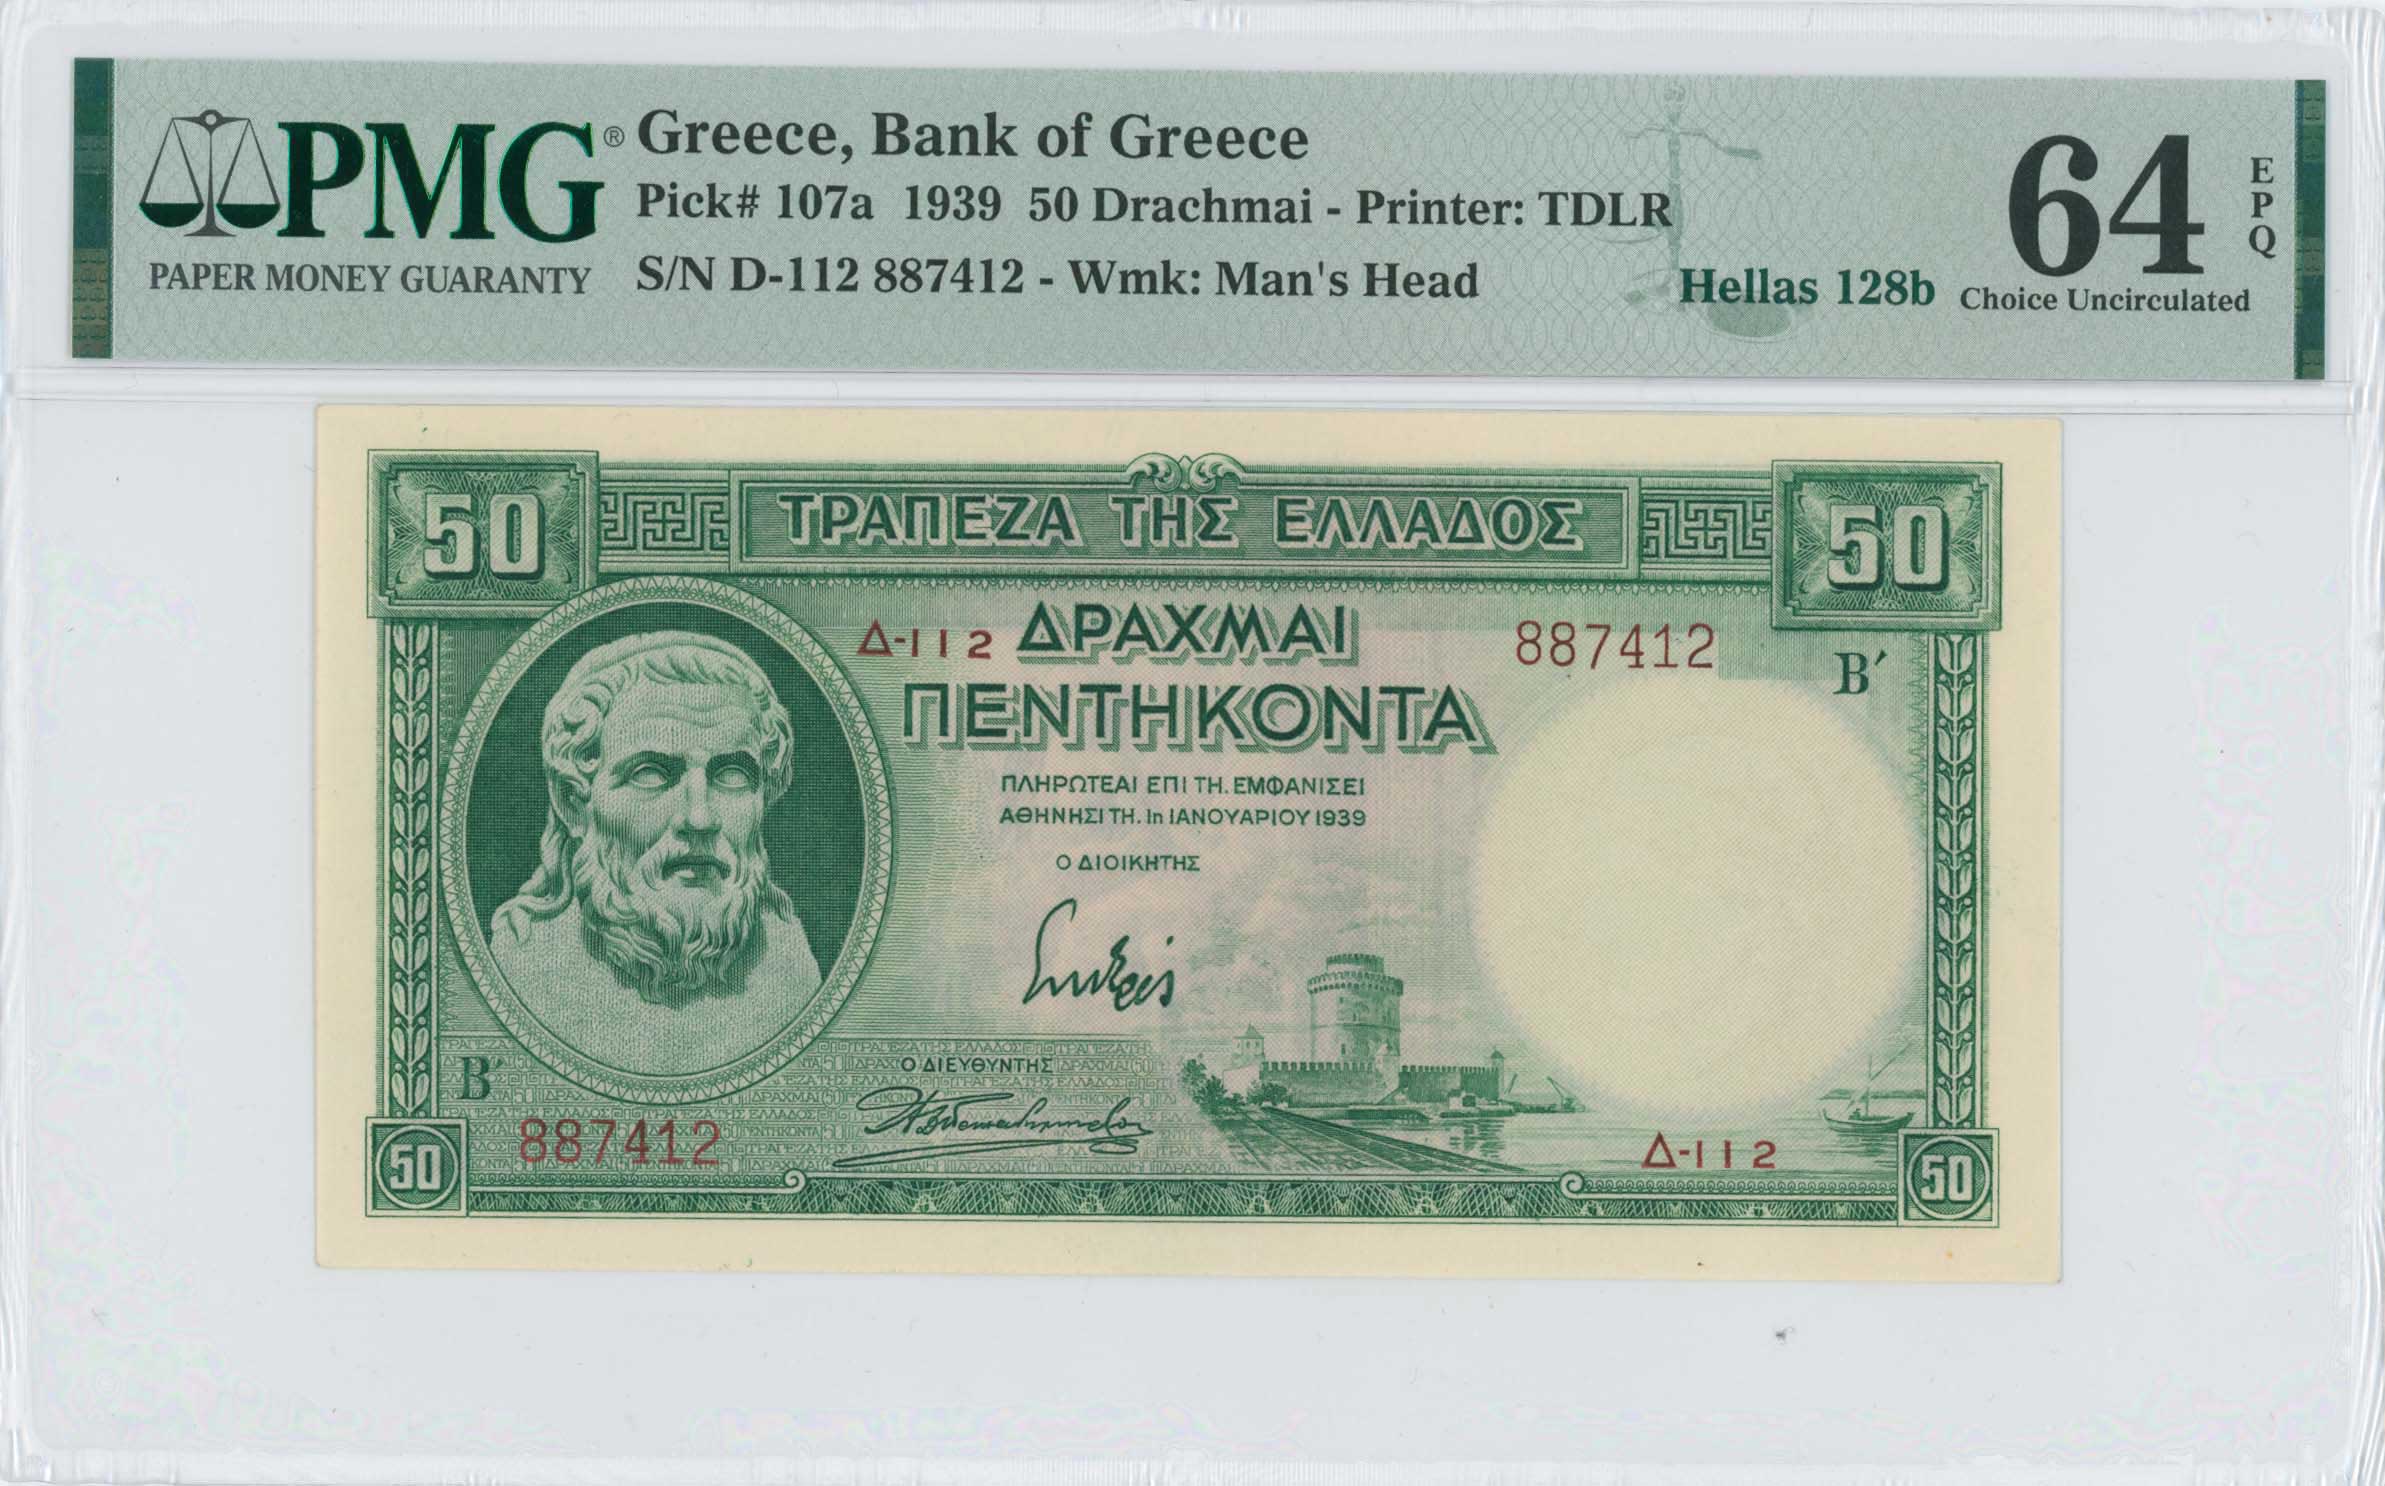 PMG®
PAPER MONEY GUARANTY
Greece, Bank of Greece
Pick# 107a 1939 50 Drachmai - Printer: TDLR
S/N D-112 887412 - Wmk: Man's Head
Hellas 128b
64
EPQ
Choice Uncirculated
50 ΤΡΑΠΕΖΑ ΤΗΣ ΕΛΛΑΔΟΣ 50
Δ-112 ΔΡΑΧΜΑΙ 887412
ΠΕΝΤΗΚΟΝΤΑ Β΄
ΠΛΗΡΩΤΕΑΙ ΕΠΙ ΤΗ. ΕΜΦΑΝΙΣΕΙ
ΑΘΗΝΗΣΙ ΤΗ. 1η ΙΑΝΟΥΑΡΙΟΥ 1939
Ο ΔΙΟΙΚΗΤΗΣ
Β΄ Ο ΔΙΕΥΘΥΝΤΗΣ
887412 Δ-112
50 50